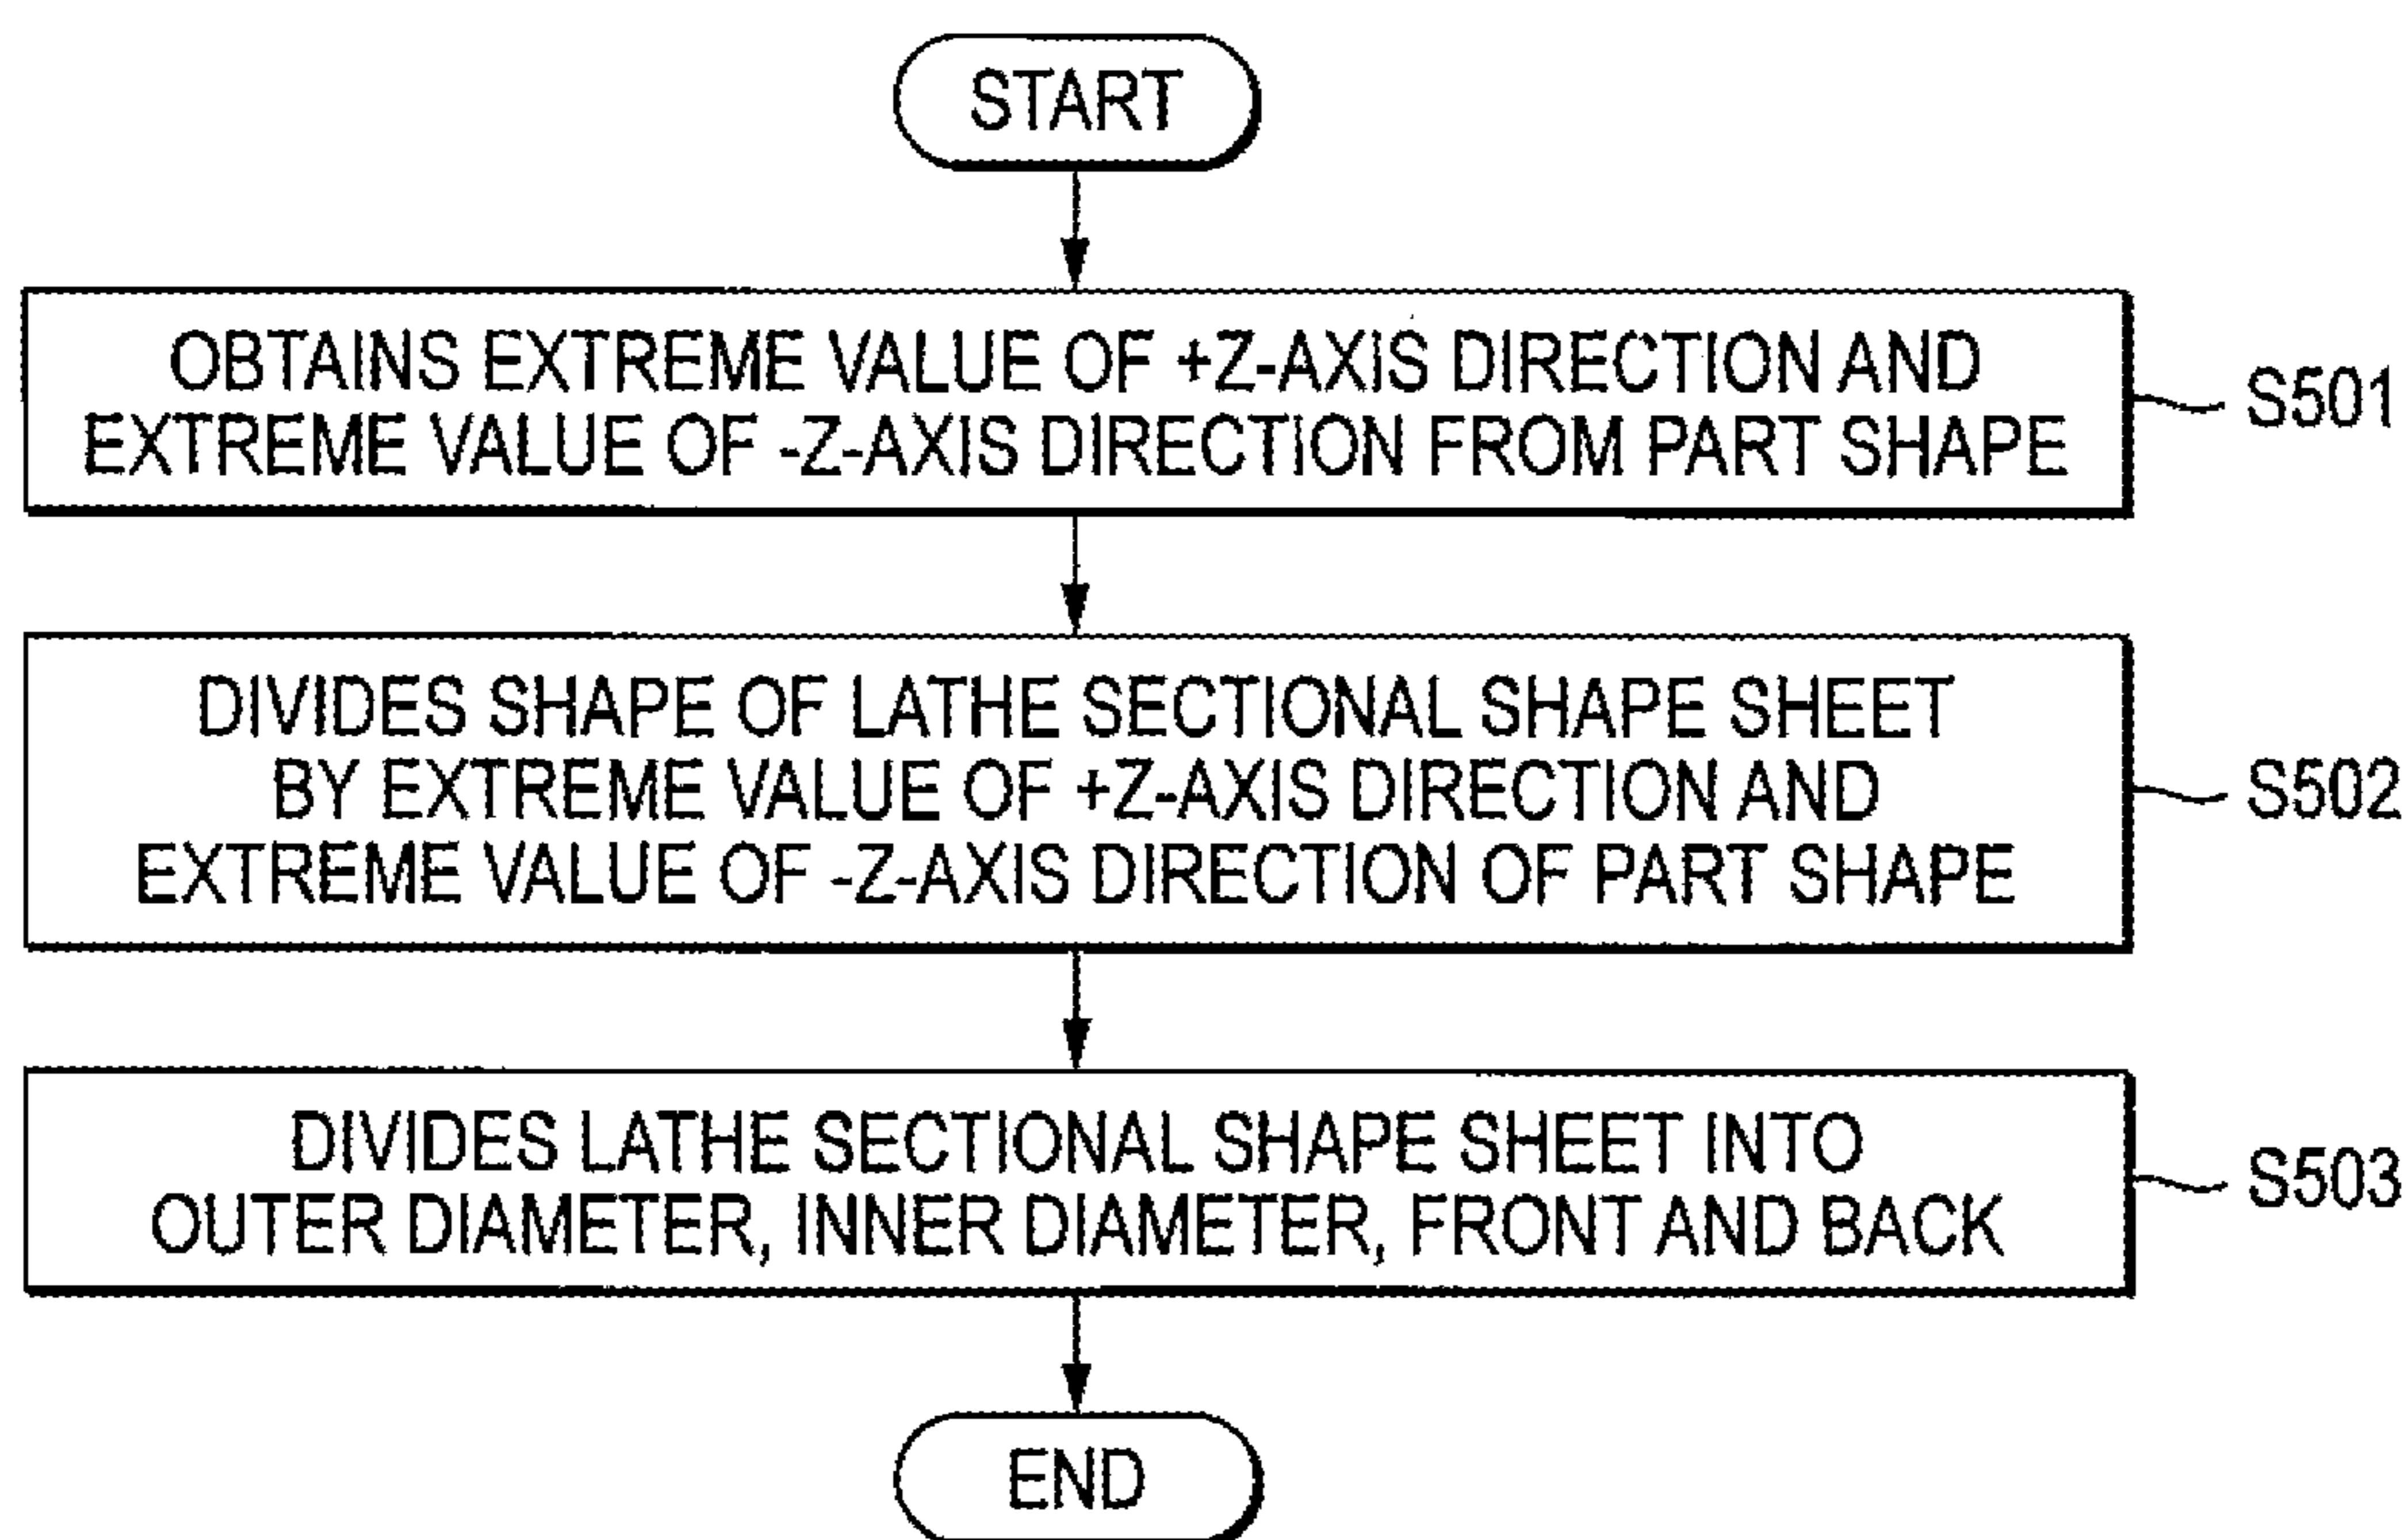 START
OBTAINS EXTREME VALUE OF +Z-AXIS DIRECTION AND
EXTREME VALUE OF -Z-AXIS DIRECTION FROM PART SHAPE
S501
DIVIDES SHAPE OF LATHE SECTIONAL SHAPE SHEET
BY EXTREME VALUE OF +Z-AXIS DIRECTION AND
EXTREME VALUE OF -Z-AXIS DIRECTION OF PART SHAPE
S502
DIVIDES LATHE SECTIONAL SHAPE SHEET INTO
OUTER DIAMETER, INNER DIAMETER, FRONT AND BACK
S503
END